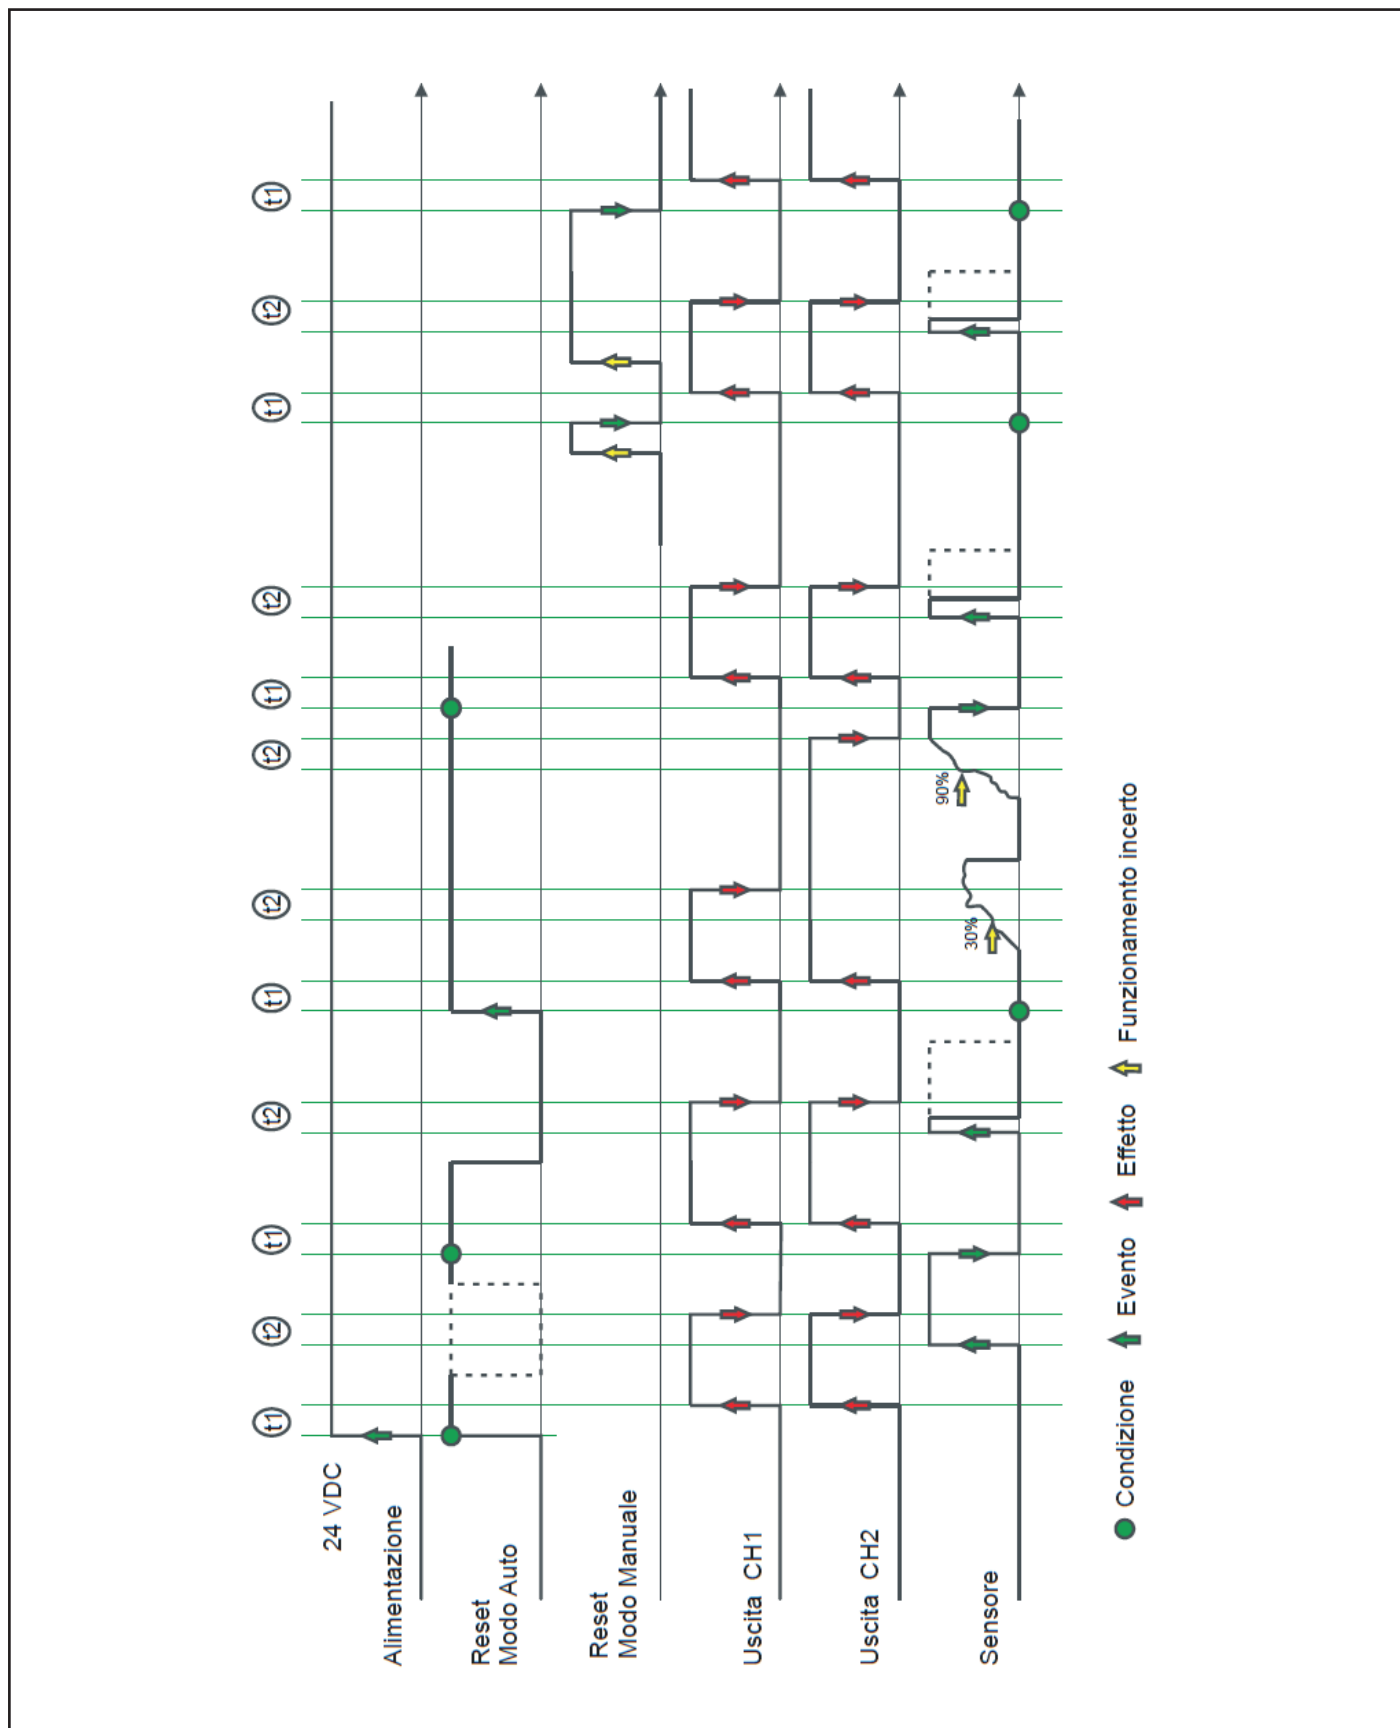 t1 t2 t1 t2 t1 t2 t2 t1 t2 t1 t2 t1
24 VDC
Alimentazione
Reset
Modo Auto
Reset
Modo Manuale
Uscita CH1
Uscita CH2
90%
30%
Sensore
Condizione Evento Effetto Funzionamento incerto